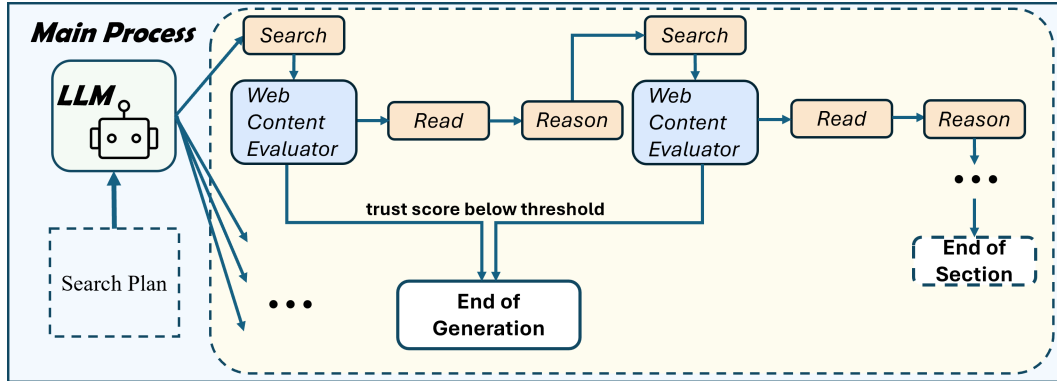 Main Process
LLM
Search Plan
Search
Web
Content
Evaluator
Read
Reason
Search
Web
Content
Evaluator
Read
Reason
trust score below threshold
End of
Generation
End of
Section